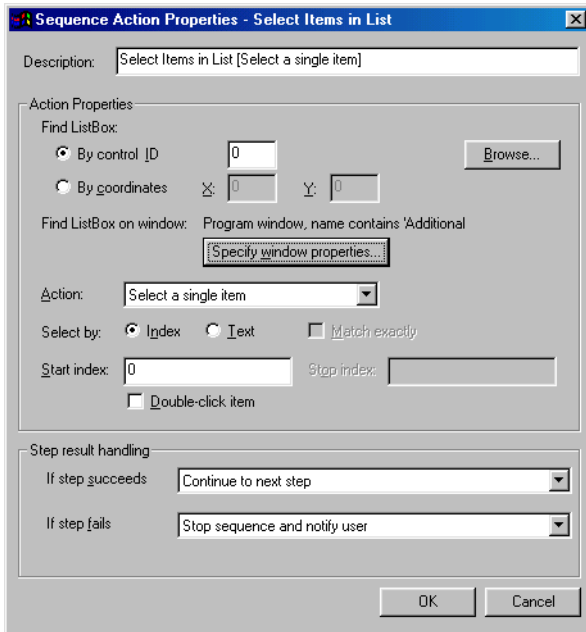 Sequence Action Properties - Select Items in List
Description: Select Items in List [Select a single item]
Action Properties
Find ListBox:
By control ID 0 Browse...
By coordinates X: 0 Y: 0
Find ListBox on window: Program window, name contains 'Additional
Specify window properties...
Action: Select a single item
Select by: Index Text Match exactly
Start index: 0 Stop index:
Double-click item
Step result handling
If step succeeds Continue to next step
If step fails Stop sequence and notify user
OK Cancel